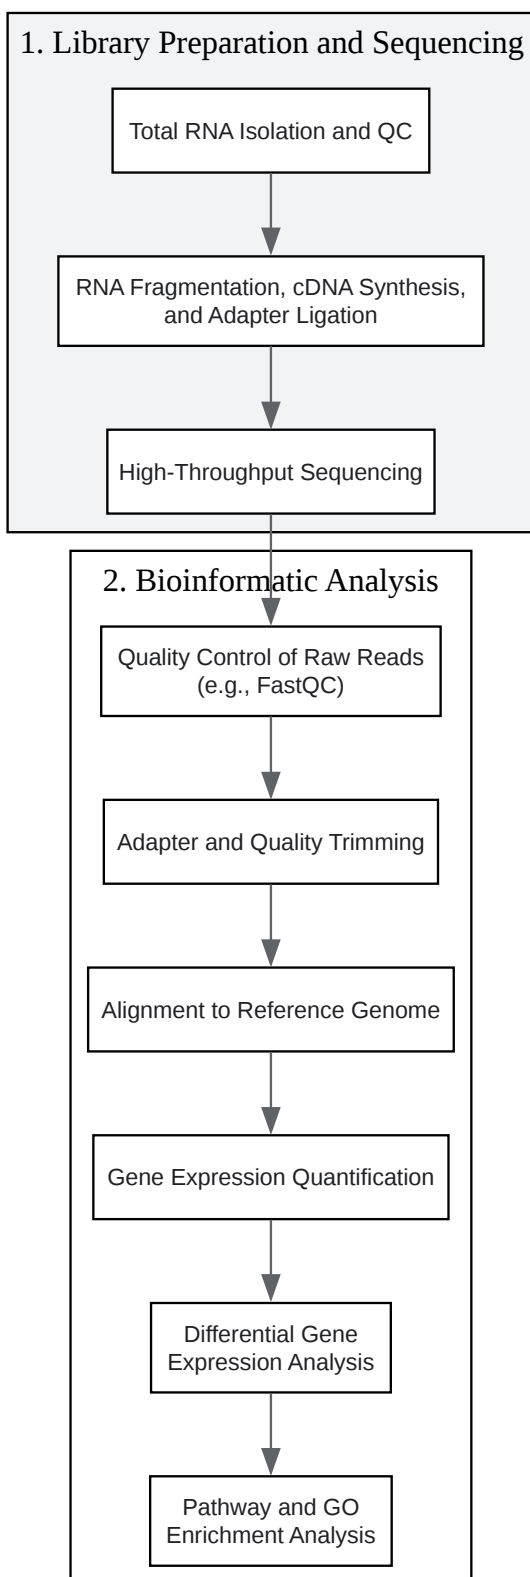 1. Library Preparation and Sequencing
Total RNA Isolation and QC
RNA Fragmentation, cDNA Synthesis,
and Adapter Ligation
High-Throughput Sequencing
2. Bioinformatic Analysis
Quality Control of Raw Reads
(e.g., FastQC)
Adapter and Quality Trimming
Alignment to Reference Genome
Gene Expression Quantification
Differential Gene
Expression Analysis
Pathway and GO
Enrichment Analysis